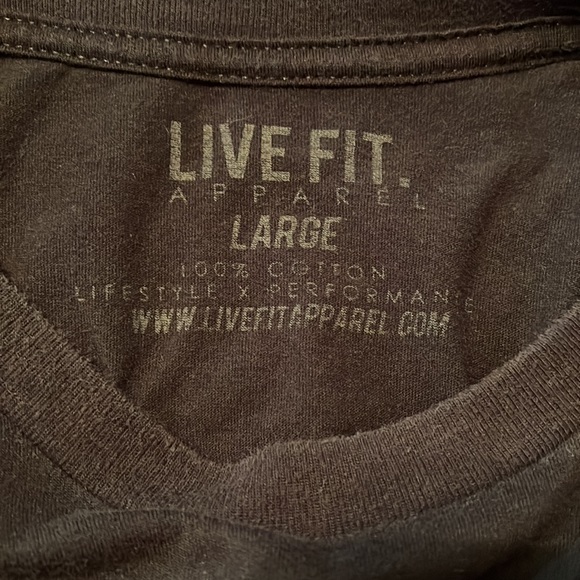 LIVE FIT.
APPAREL
LARGE
100% COTTON
LIFESTYLE X PERFORMANCE
WWW.LIVEFITAPPAREL.COM